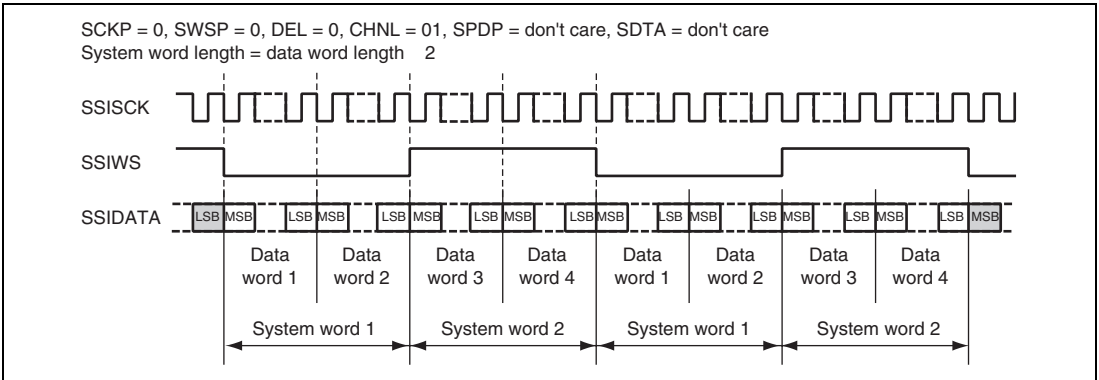 SCKP = 0, SWSP = 0, DEL = 0, CHNL = 01, SPDP = don't care, SDTA = don't care
System word length = data word length 2
SSISCK
SSIWS
SSIDATA LSB MSB LSB MSB LSB MSB LSB MSB LSB MSB LSB MSB LSB MSB LSB MSB LSB MSB
Data Data Data Data Data Data Data Data
word 1 word 2 word 3 word 4 word 1 word 2 word 3 word 4
System word 1 System word 2 System word 1 System word 2